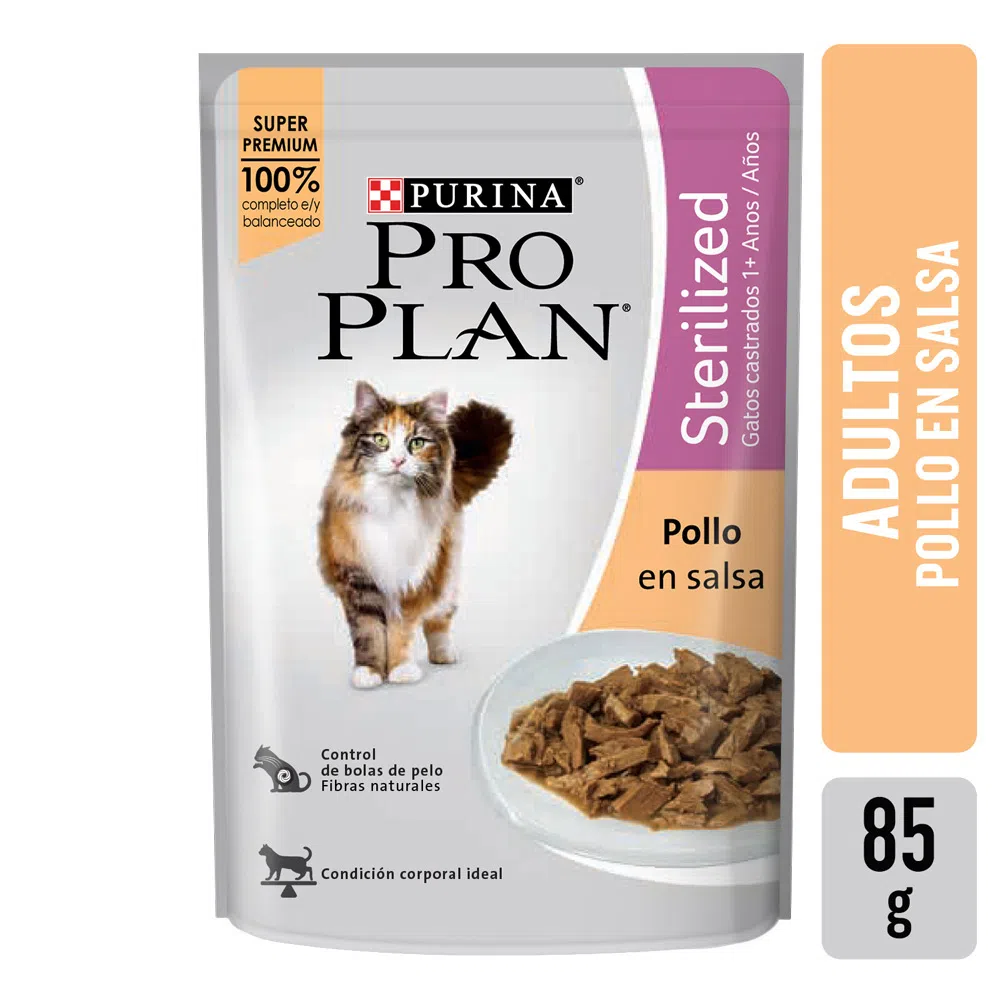 SUPER
PREMIUM
100%
completo e/y
balanceado
PURINA®
PRO
PLAN®
Sterilized
Gatos castrados 1+ Anos / Años
Pollo
en salsa
Control
de bolas de pelo
Fibras naturales
Condición corporal ideal
ADULTOS
POLLO EN SALSA
85
g